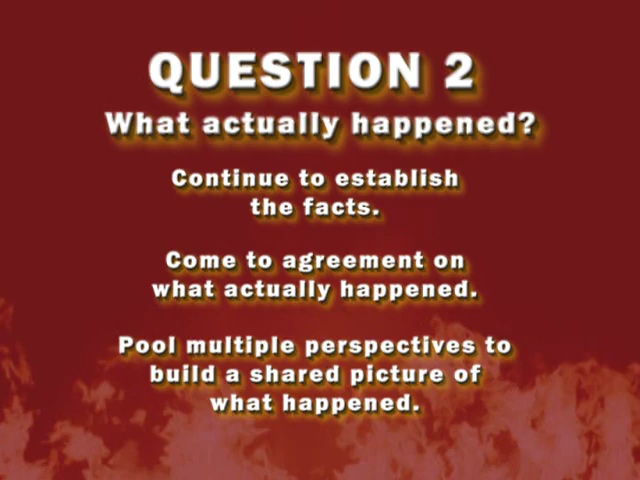 QUESTION 2
What actually happened?
Continue to establish
the facts.
Come to agreement on
what actually happened.
Pool multiple perspectives to
build a shared picture of
what happened.